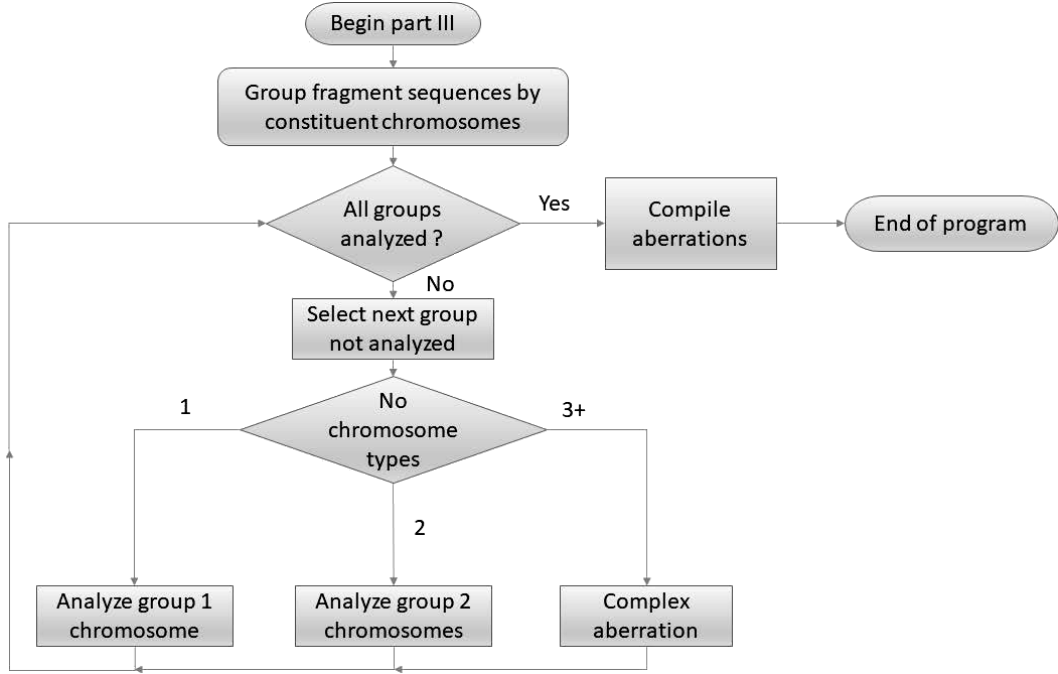 Begin part III
Group fragment sequences by
constituent chromosomes
All groups
analyzed ?
Yes
Compile
aberrations
End of program
No
Select next group
not analyzed
No
chromosome
types
1
3+
2
Analyze group 1
chromosome
Analyze group 2
chromosomes
Complex
aberration